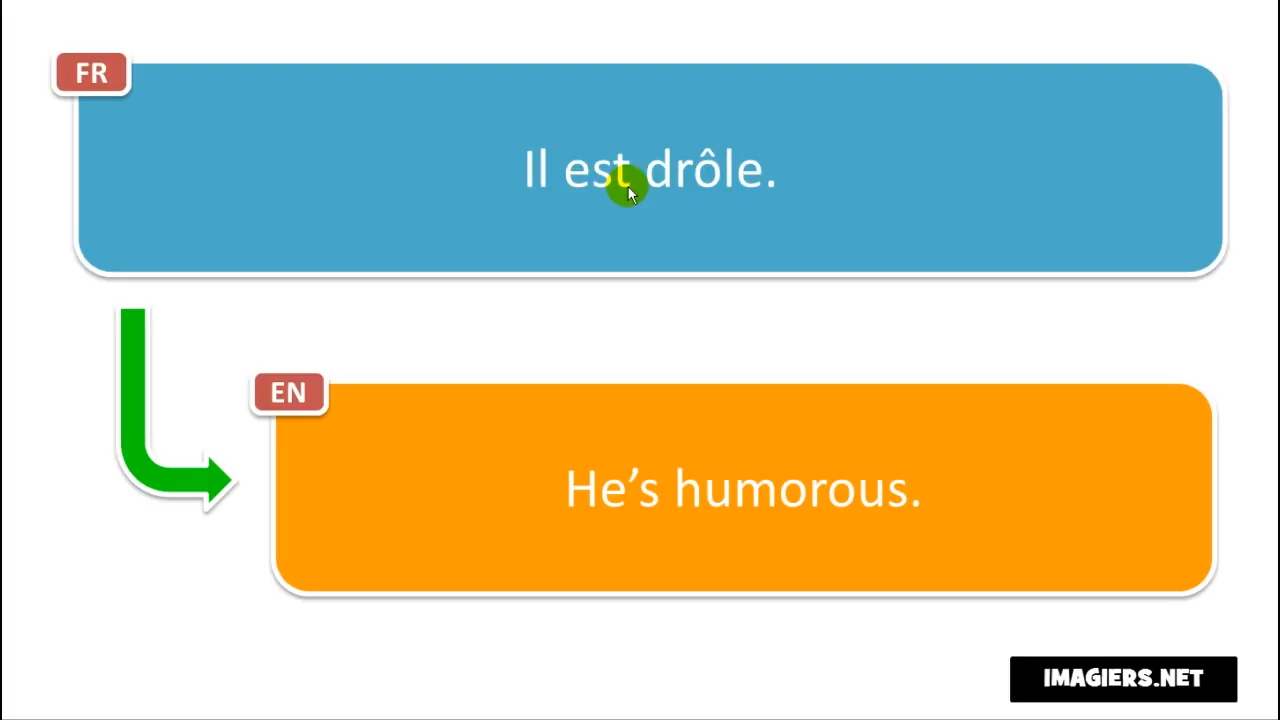 FR
Il est drôle.
EN
He’s humorous.
IMAGIERS.NET